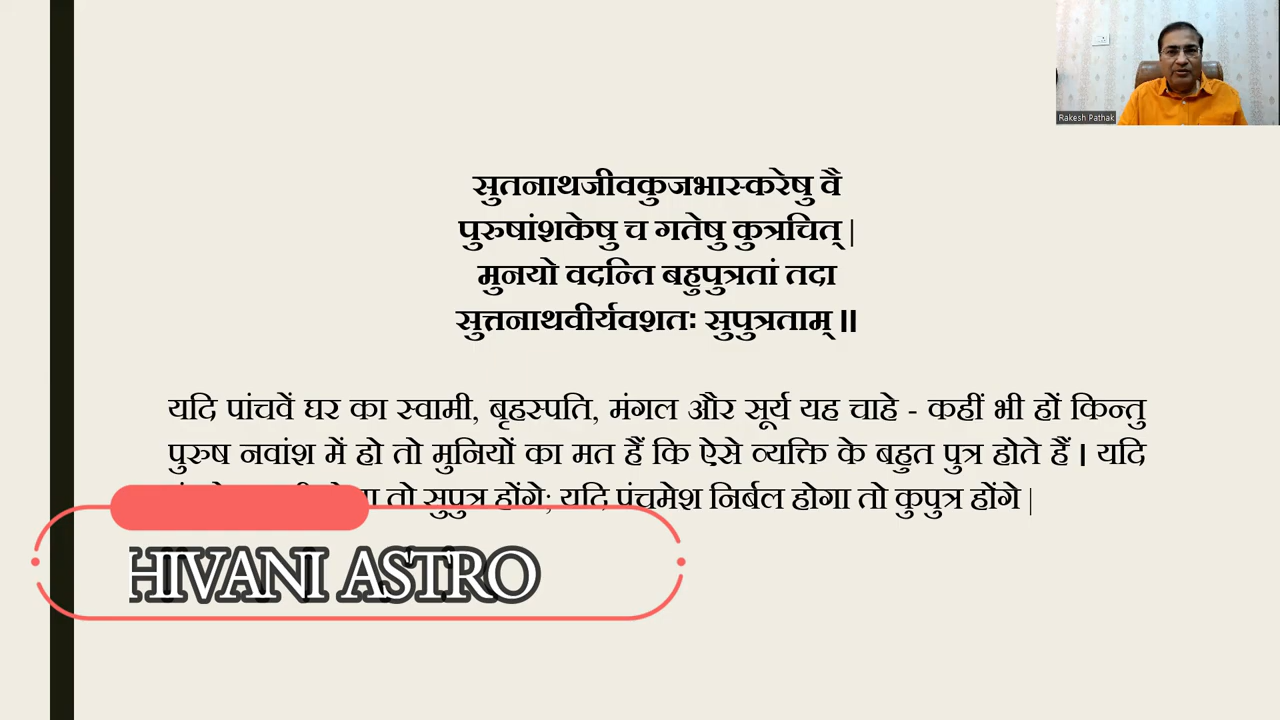 Rakesh Pathak
सुतनाथजीवकुजभास्करेषु वै
पुरुषांशकेषु च गतेषु कुत्रचित् |
मुनयो वदन्ति बहुपुत्रतां तदा
सुत्तनाथवीर्यवशतः सुपुत्रताम् ॥
यदि पांचवें घर का स्वामी, बृहस्पति, मंगल और सूर्य यह चाहे - कहीं भी हों किन्तु
पुरुष नवांश में हो तो मुनियों का मत हैं कि ऐसे व्यक्ति के बहुत पुत्र होते हैं । यदि
तो सुपुत्र होंगे; यदि पंचमेश निर्बल होगा तो कुपुत्र होंगे |
HIVANI ASTRO